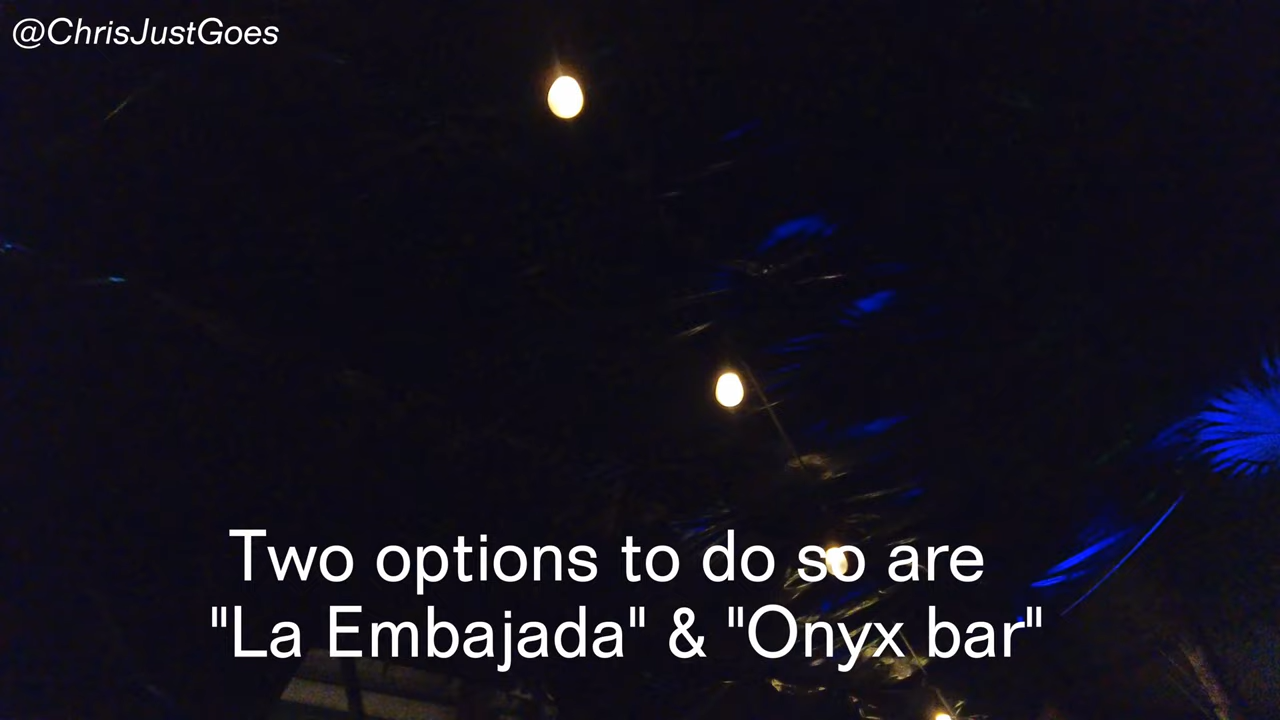 @ChrisJustGoes
Two options to do so are
"La Embajada" & "Onyx bar"